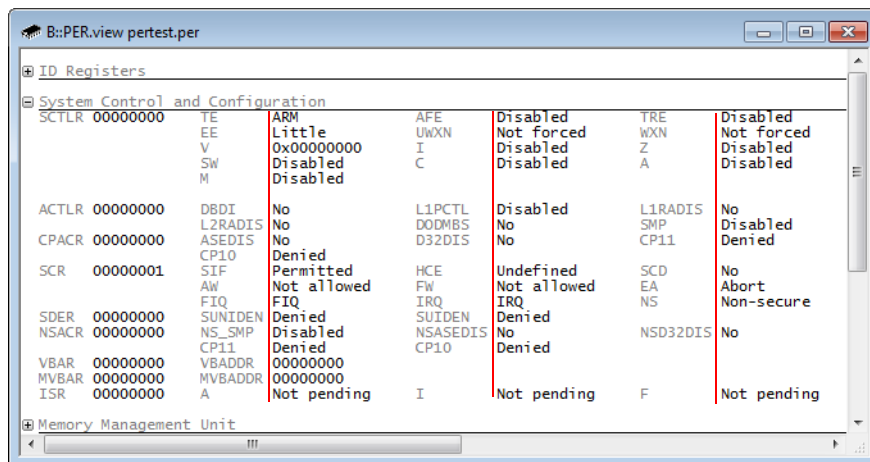 B::PER.view pertest.per
ID Registers
System Control and Configuration
SCTLR 00000000 TE ARM AFE Disabled TRE Disabled
EE Little UWXN Not forced WXN Not forced
V 0x00000000 I Disabled Z Disabled
SW Disabled C Disabled A Disabled
M Disabled
ACTLR 00000000 DBDI No L1PCTL Disabled L1RADIS No
L2RADIS No DODMBS No SMP Disabled
CPACR 00000000 ASEDIS No D32DIS No CP11 Denied
CP10 Denied
SCR 00000001 SIF Permitted HCE Undefined SCD No
AW Not allowed FW Not allowed EA Abort
FIQ FIQ IRQ IRQ NS Non-secure
SDER 00000000 SUNIDEN Denied SUIDEN Denied
NSACR 00000000 NS_SMP Disabled NSASEDIS No NSD32DIS No
CP11 Denied CP10 Denied
VBAR 00000000 VBADDR 00000000
MVBAR 00000000 MVBADDR 00000000
ISR 00000000 A Not pending I Not pending F Not pending
Memory Management Unit